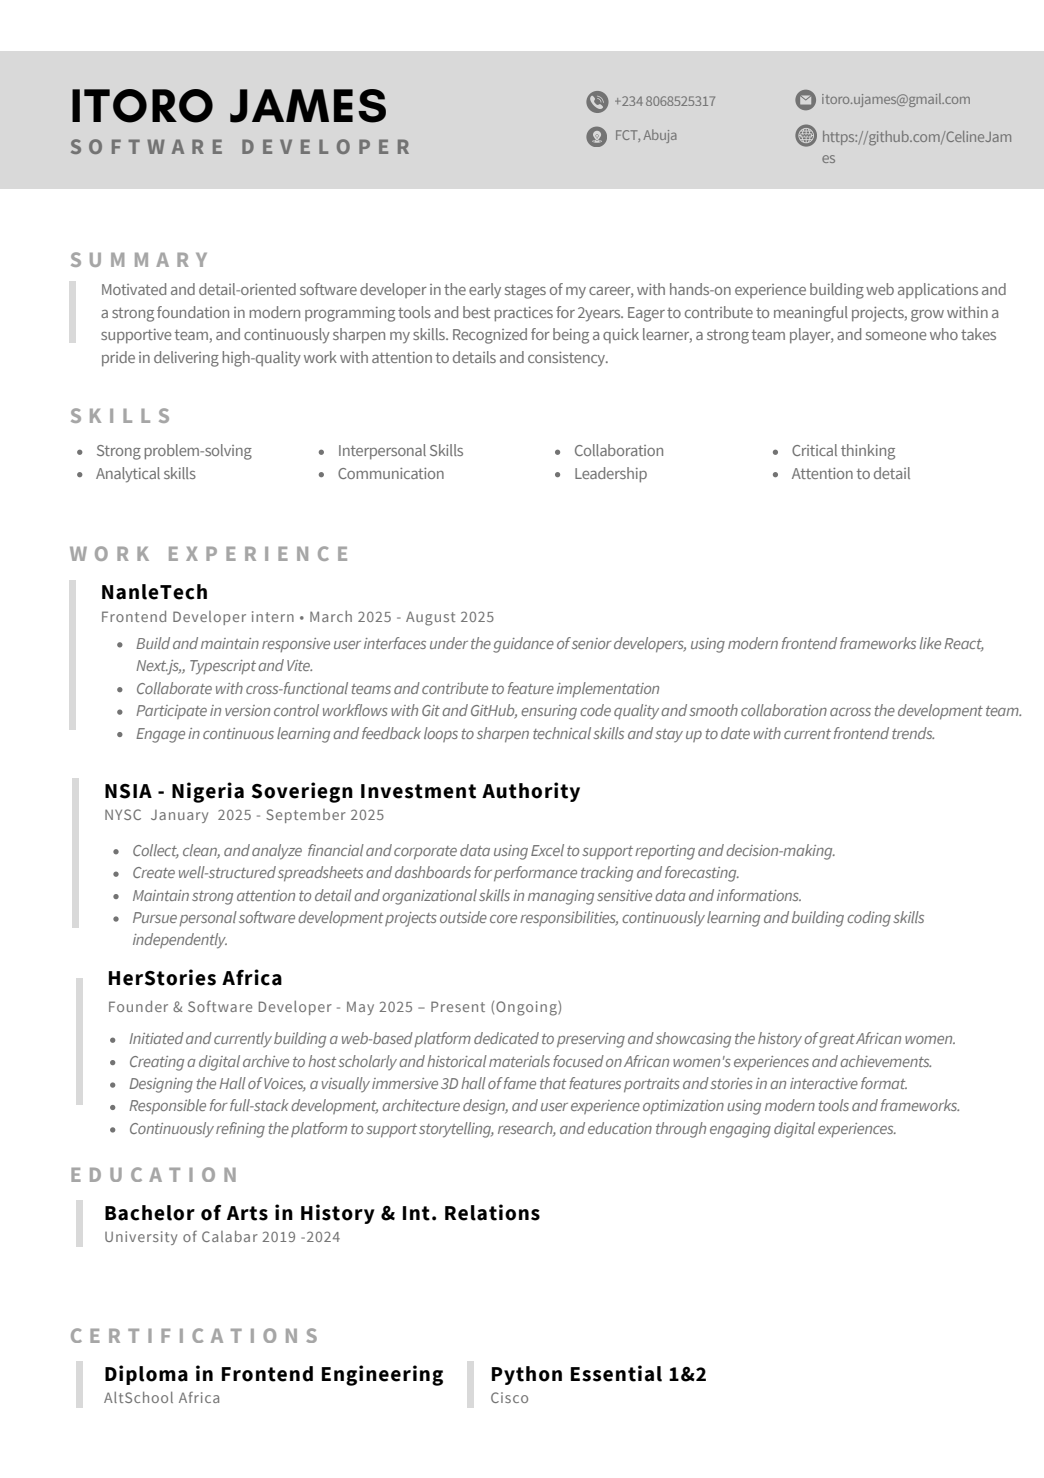 ITORO JAMES
SOFTWARE DEVELOPER
+234 8068525317
FCT, Abuja
itoro.ujames@gmail.com
https://github.com/CelineJam
es
SUMMARY
Motivated and detail-oriented software developer in the early stages of my career, with hands-on experience building web applications and
a strong foundation in modern programming tools and best practices for 2years. Eager to contribute to meaningful projects, grow within a
supportive team, and continuously sharpen my skills. Recognized for being a quick learner, a strong team player, and someone who takes
pride in delivering high-quality work with attention to details and consistency.
SKILLS
• Strong problem-solving
• Analytical skills
• Interpersonal Skills
• Communication
• Collaboration
• Leadership
• Critical thinking
• Attention to detail
WORK EXPERIENCE
NanleTech
Frontend Developer intern • March 2025 - August 2025
• Build and maintain responsive user interfaces under the guidance of senior developers, using modern frontend frameworks like React,
Next.js,, Typescript and Vite.
• Collaborate with cross-functional teams and contribute to feature implementation
• Participate in version control workflows with Git and GitHub, ensuring code quality and smooth collaboration across the development team.
• Engage in continuous learning and feedback loops to sharpen technical skills and stay up to date with current frontend trends.
NSIA - Nigeria Soveriegn Investment Authority
NYSC January 2025 - September 2025
• Collect, clean, and analyze financial and corporate data using Excel to support reporting and decision-making.
• Create well-structured spreadsheets and dashboards for performance tracking and forecasting.
• Maintain strong attention to detail and organizational skills in managing sensitive data and informations.
• Pursue personal software development projects outside core responsibilities, continuously learning and building coding skills
independently.
HerStories Africa
Founder & Software Developer - May 2025 – Present (Ongoing)
• Initiated and currently building a web-based platform dedicated to preserving and showcasing the history of great African women.
• Creating a digital archive to host scholarly and historical materials focused on African women's experiences and achievements.
• Designing the Hall of Voices, a visually immersive 3D hall of fame that features portraits and stories in an interactive format.
• Responsible for full-stack development, architecture design, and user experience optimization using modern tools and frameworks.
• Continuously refining the platform to support storytelling, research, and education through engaging digital experiences.
EDUCATION
Bachelor of Arts in History & Int. Relations
University of Calabar 2019 -2024
CERTIFICATIONS
Diploma in Frontend Engineering
AltSchool Africa
Python Essential 1&2
Cisco